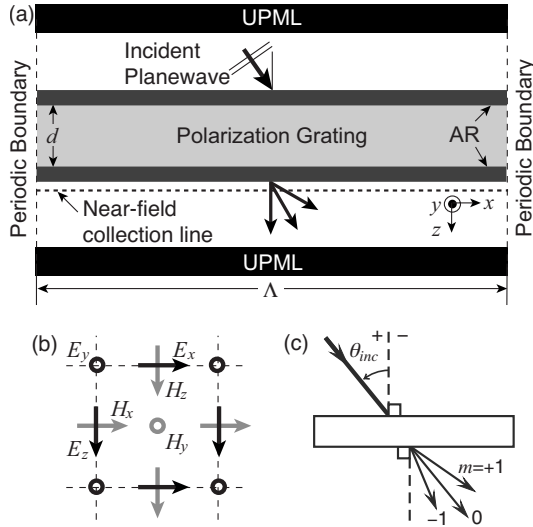 (a)
UPML
Incident
Planewave
Periodic Boundary
d
Polarization Grating
AR
Periodic Boundary
Near-field
collection line
y
x
z
UPML
Λ
(b)
E_y
E_x
H_z
H_x
H_y
E_z
(c)
+
−
θ_inc
m=+1
0
−1